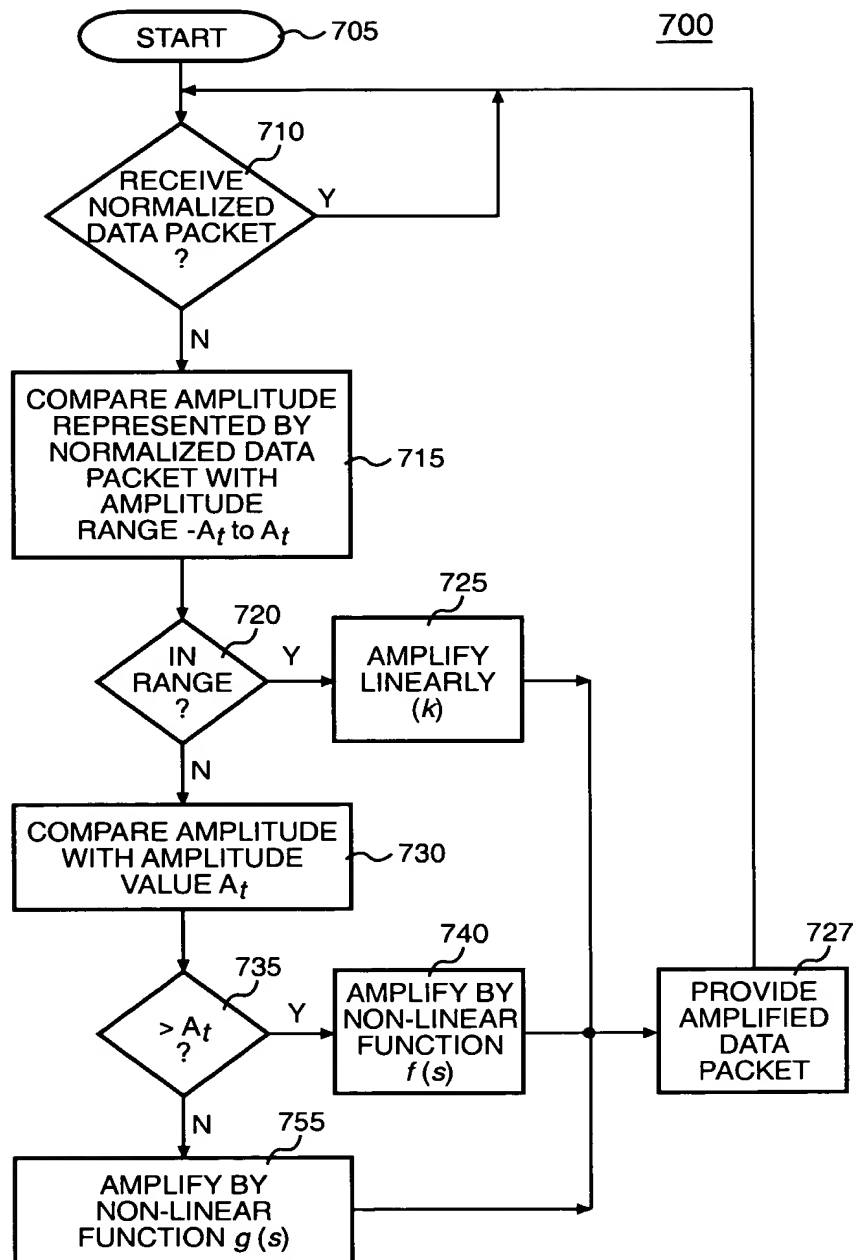 START
705
700
710
RECEIVE
NORMALIZED
DATA PACKET
?
Y
N
COMPARE AMPLITUDE
REPRESENTED BY
NORMALIZED DATA
PACKET WITH
AMPLITUDE
RANGE -At to At
715
720
IN
RANGE
?
Y
N
725
AMPLIFY
LINEARLY
(k)
COMPARE AMPLITUDE
WITH AMPLITUDE
VALUE At
730
735
> At
?
Y
N
740
AMPLIFY BY
NON-LINEAR
FUNCTION
f (s)
727
PROVIDE
AMPLIFIED
DATA
PACKET
755
AMPLIFY BY
NON-LINEAR
FUNCTION g (s)